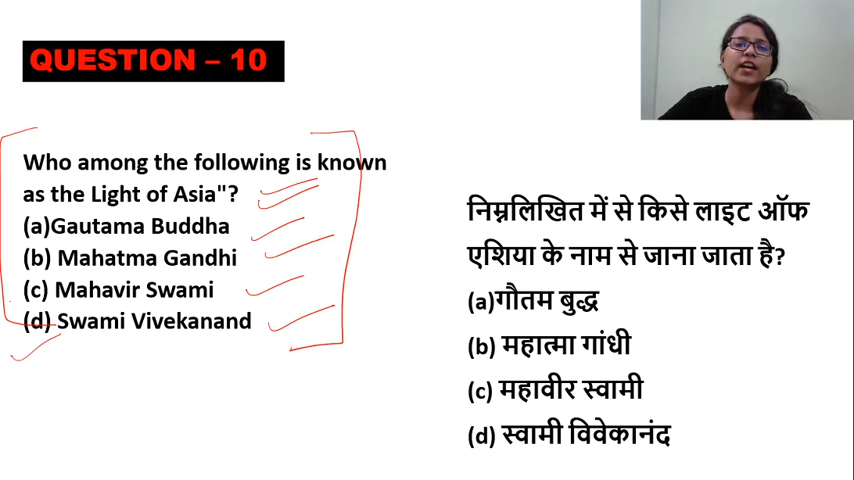 QUESTION – 10
Who among the following is known
as the Light of Asia"?
(a)Gautama Buddha
(b) Mahatma Gandhi
(c) Mahavir Swami
(d) Swami Vivekanand
निम्नलिखित में से किसे लाइट ऑफ
एशिया के नाम से जाना जाता है?
(a)गौतम बुद्ध
(b) महात्मा गांधी
(c) महावीर स्वामी
(d) स्वामी विवेकानंद